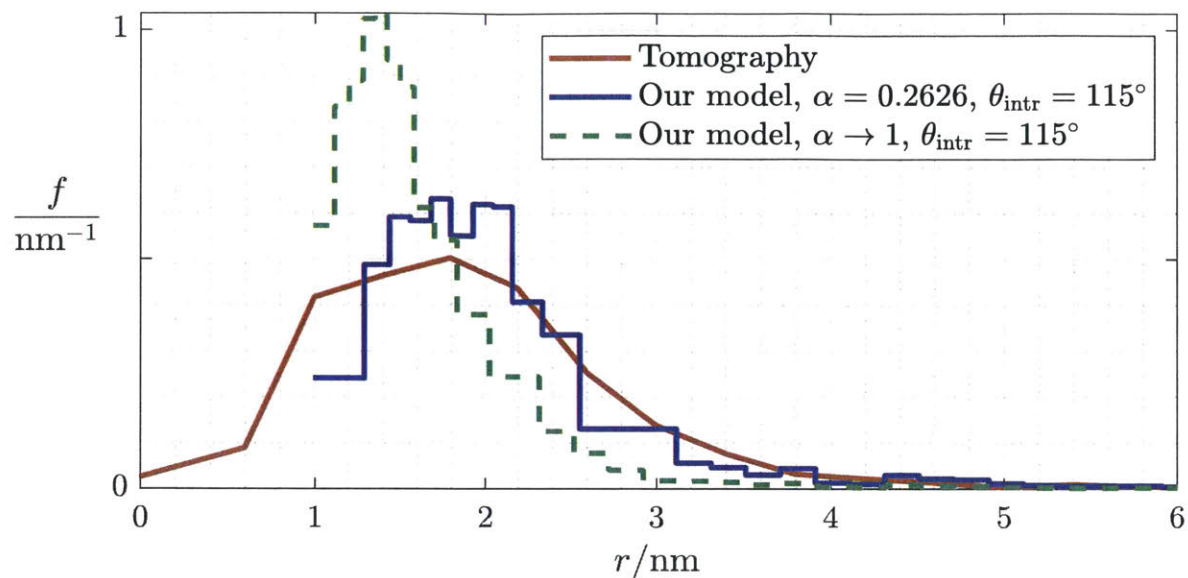 1
Tomography
Our model, α = 0.2626, θintr = 115°
Our model, α → 1, θintr = 115°
f
nm−1
0
0 1 2 3 4 5 6
r/nm